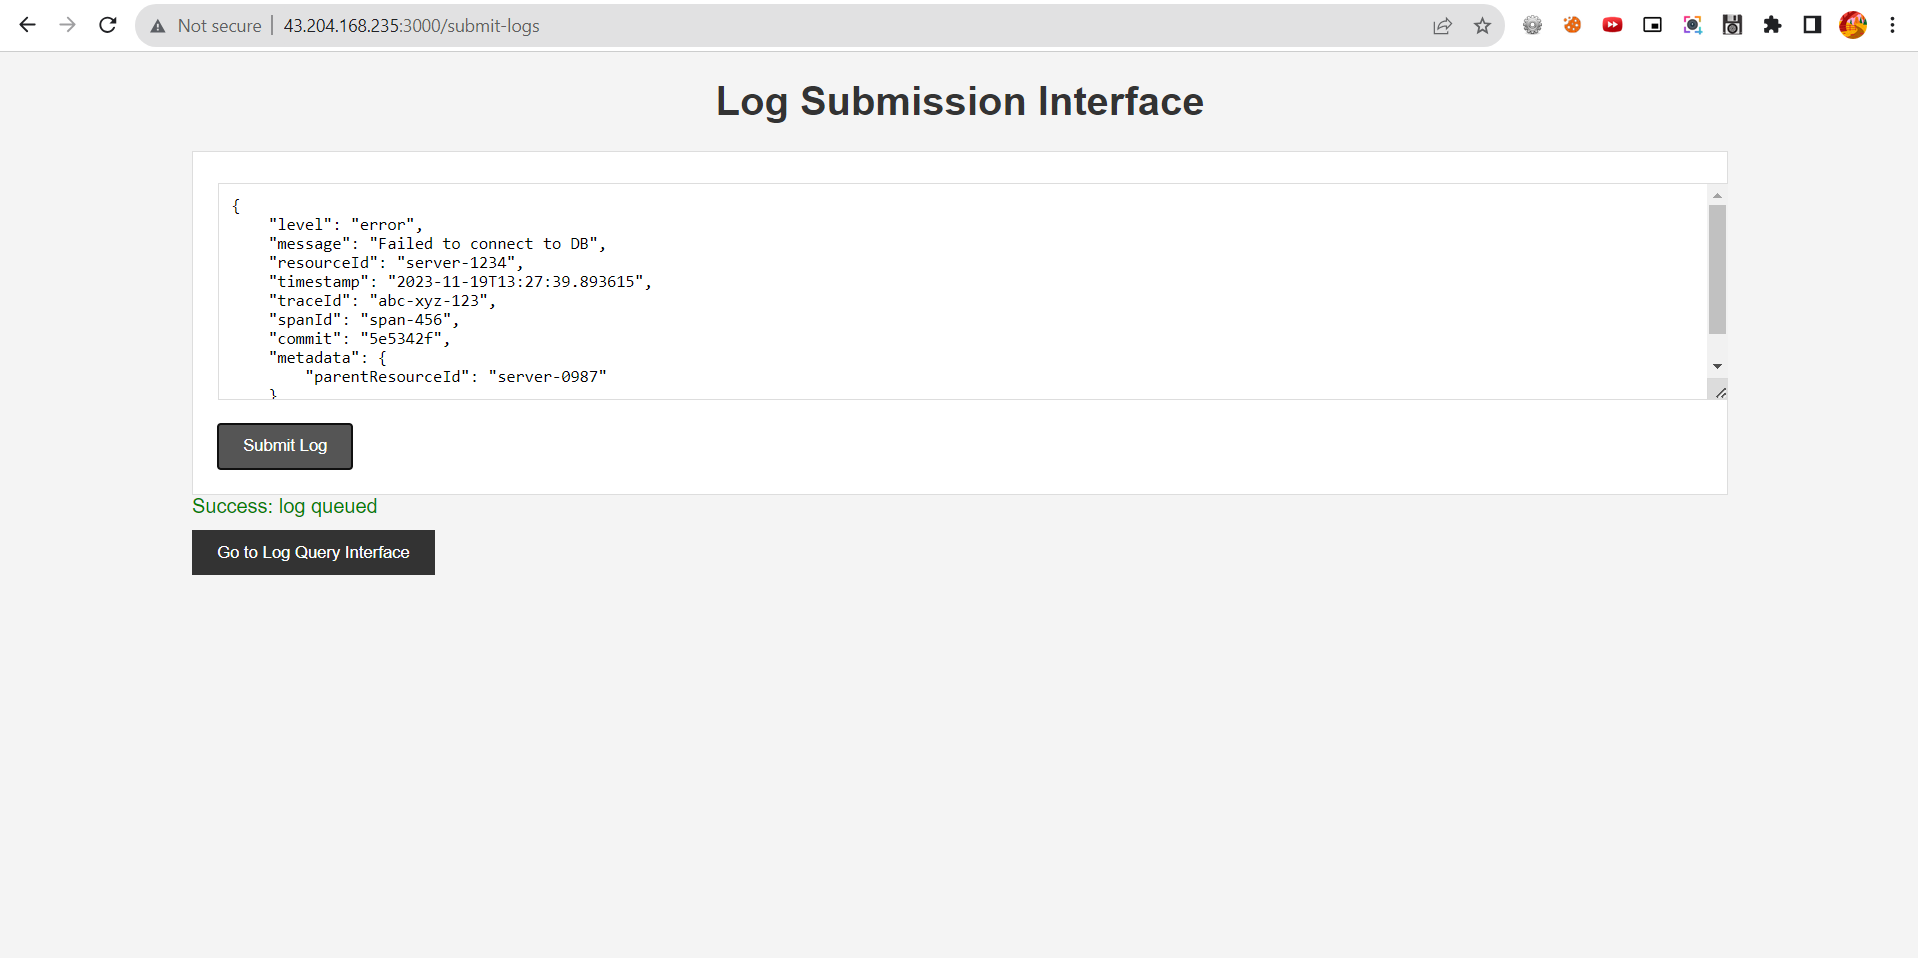 Not secure | 43.204.168.235:3000/submit-logs
Log Submission Interface
{
    "level": "error",
    "message": "Failed to connect to DB",
    "resourceId": "server-1234",
    "timestamp": "2023-11-19T13:27:39.893615",
    "traceId": "abc-xyz-123",
    "spanId": "span-456",
    "commit": "5e5342f",
    "metadata": {
        "parentResourceId": "server-0987"
    }
Submit Log
Success: log queued
Go to Log Query Interface